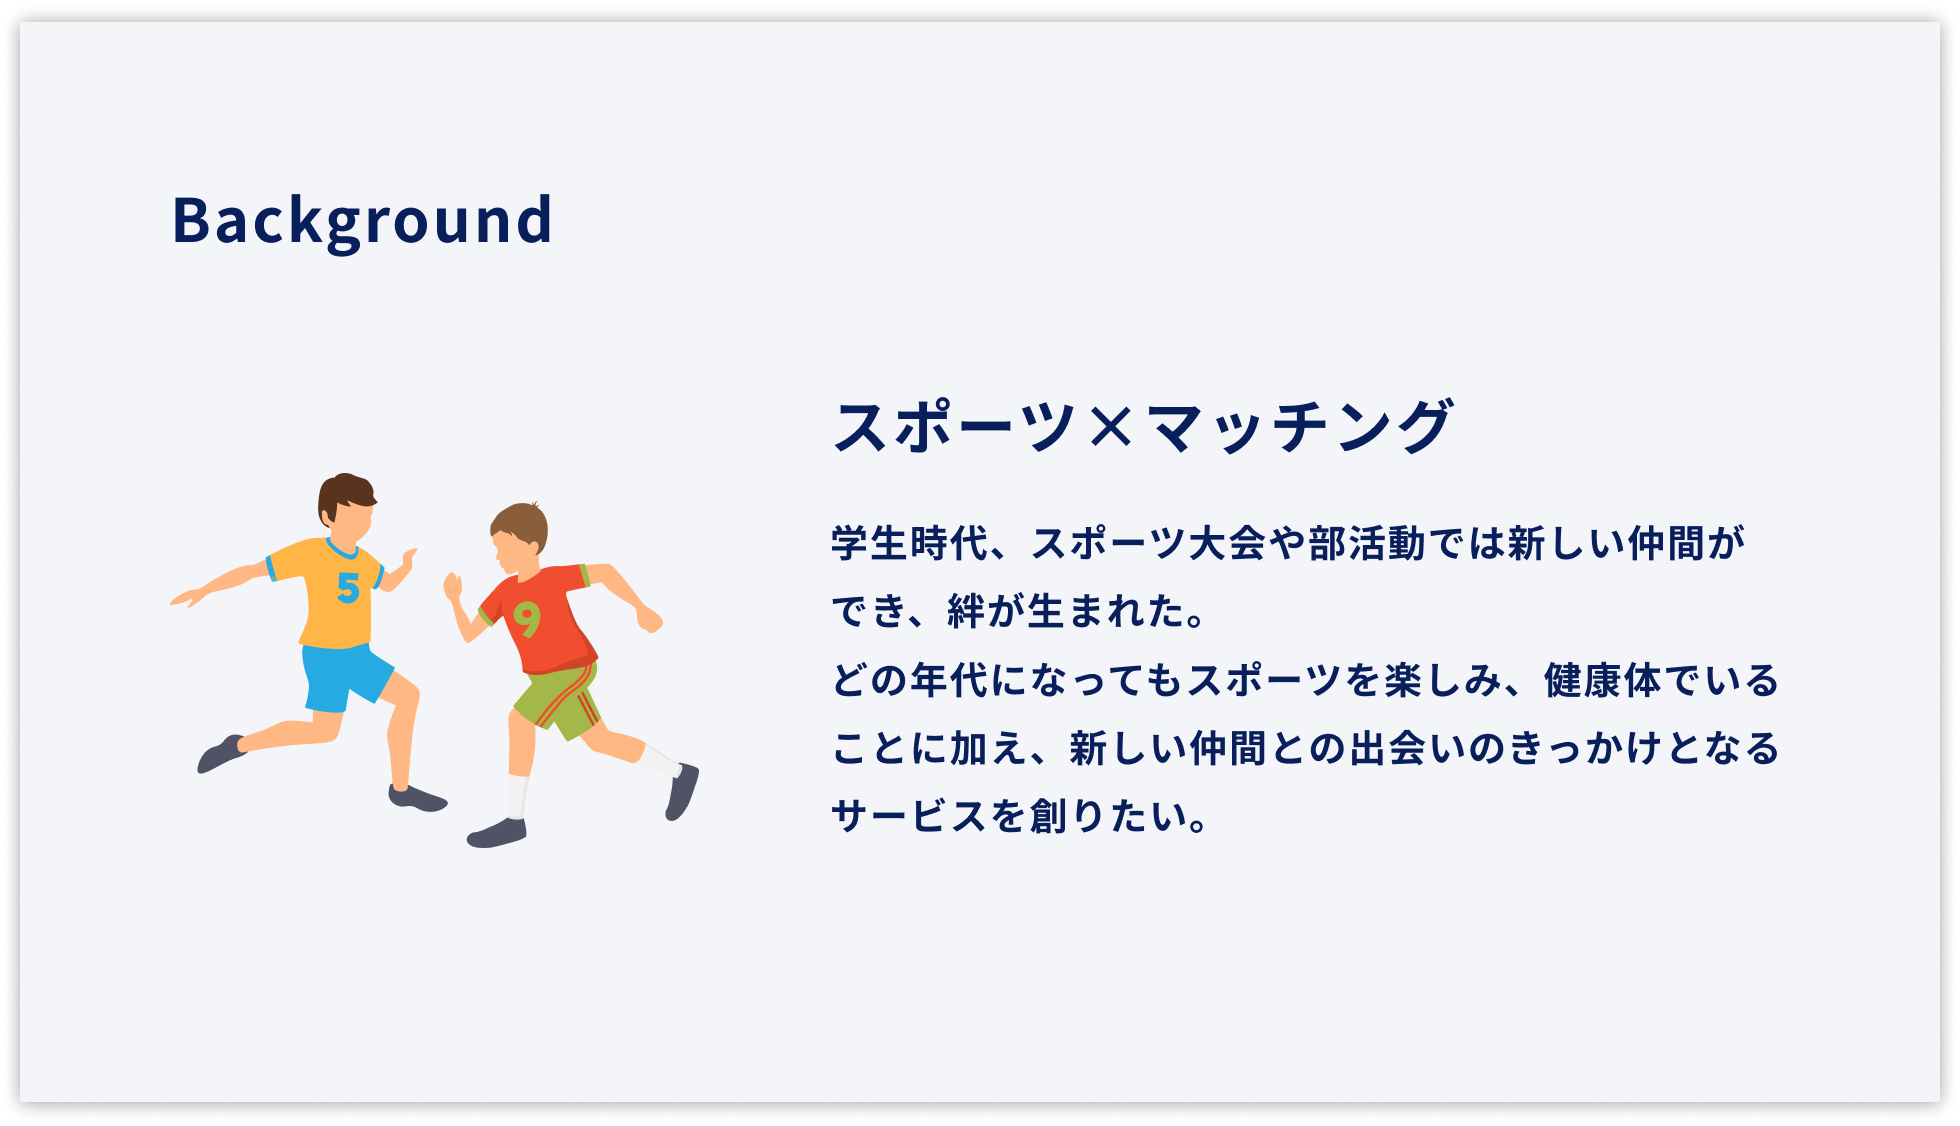 Background
スポーツ×マッチング
学生時代、スポーツ大会や部活動では新しい仲間が
でき、絆が生まれた。
どの年代になってもスポーツを楽しみ、健康体でいる
ことに加え、新しい仲間との出会いのきっかけとなる
サービスを創りたい。
5
9